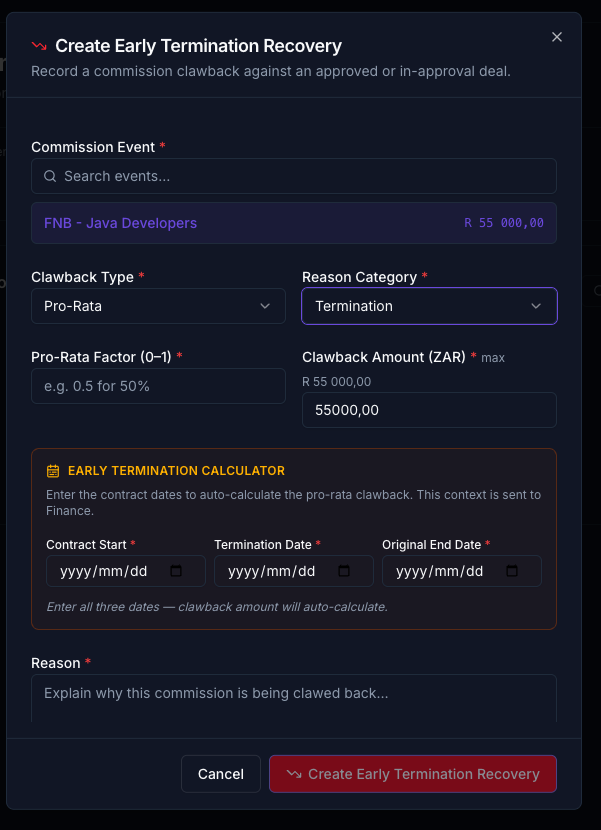 Create Early Termination Recovery
Record a commission clawback against an approved or in-approval deal.
Commission Event *
Search events...
FNB - Java Developers R 55 000,00
Clawback Type * Reason Category *
Pro-Rata Termination
Pro-Rata Factor (0–1) * Clawback Amount (ZAR) * max
R 55 000,00
e.g. 0.5 for 50%
55000,00
EARLY TERMINATION CALCULATOR
Enter the contract dates to auto-calculate the pro-rata clawback. This context is sent to
Finance.
Contract Start * Termination Date * Original End Date *
yyyy/mm/dd yyyy/mm/dd yyyy/mm/dd
Enter all three dates — clawback amount will auto-calculate.
Reason *
Explain why this commission is being clawed back...
Cancel Create Early Termination Recovery